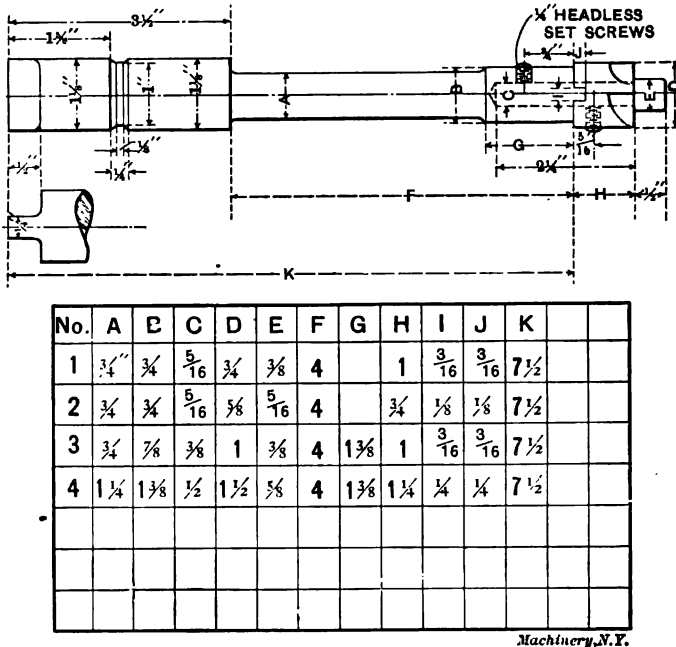 3½"
¼" HEADLESS
SET SCREWS
1⅝"
¾"
J
1⅛"
1"
1⅛"
A
B
C
I
E
D
⅛"
¼"
½"
G
3/16"
2¼"
F
H
½"
K
No. A B C D E F G H I J K
1 ¾" ¾ 5/16 ¾ ⅜ 4 1 3/16 3/16 7½
2 ¾ ¾ 5/16 ⅝ 5/16 4 ¾ ⅛ ⅛ 7½
3 ¾ ⅞ ⅜ 1 ⅜ 4 1⅜ 1 3/16 3/16 7½
4 1¼ 1⅜ ½ 1½ ⅝ 4 1⅜ 1¼ ¼ ¼ 7½
Machinery, N.Y.